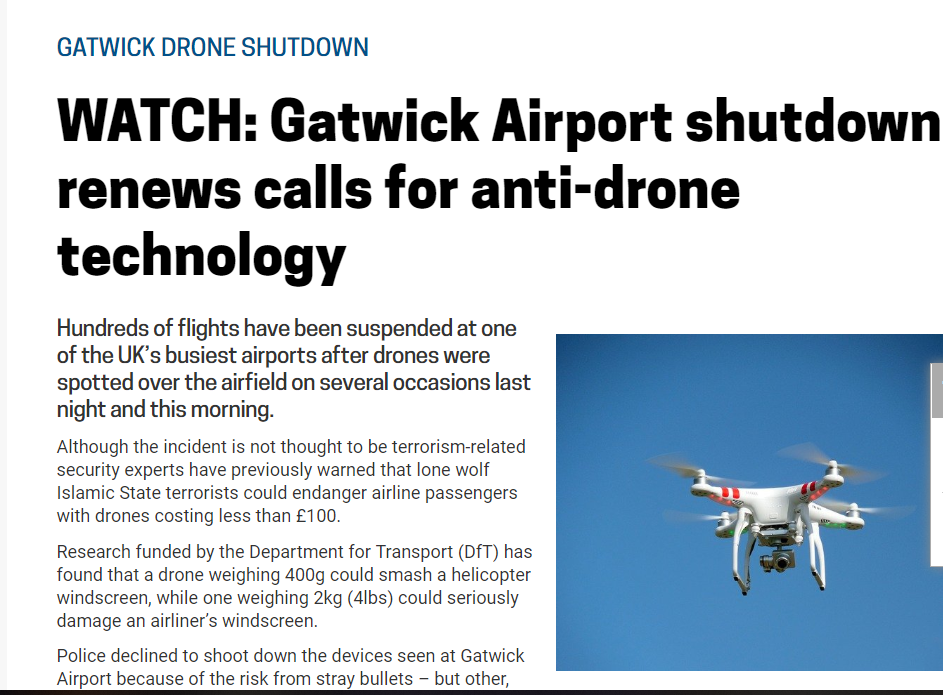 GATWICK DRONE SHUTDOWN
WATCH: Gatwick Airport shutdown
renews calls for anti-drone
technology
Hundreds of flights have been suspended at one
of the UK’s busiest airports after drones were
spotted over the airfield on several occasions last
night and this morning.
Although the incident is not thought to be terrorism-related
security experts have previously warned that lone wolf
Islamic State terrorists could endanger airline passengers
with drones costing less than £100.
Research funded by the Department for Transport (DfT) has
found that a drone weighing 400g could smash a helicopter
windscreen, while one weighing 2kg (4lbs) could seriously
damage an airliner’s windscreen.
Police declined to shoot down the devices seen at Gatwick
Airport because of the risk from stray bullets – but other,